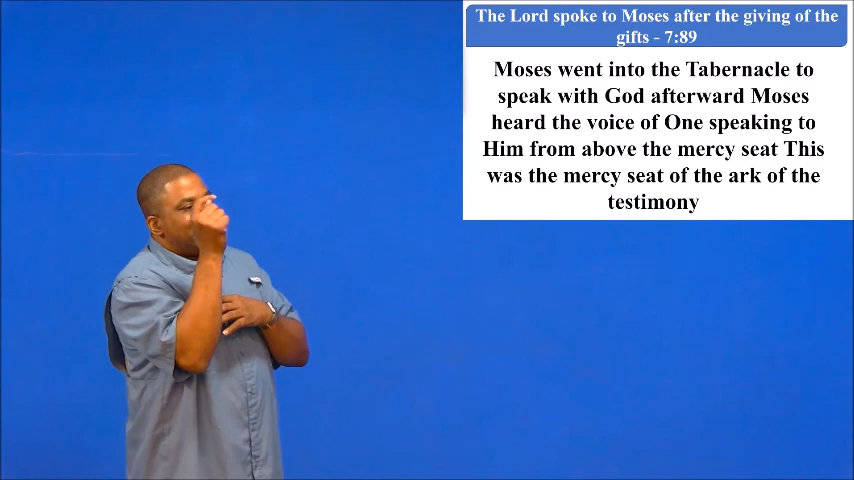 The Lord spoke to Moses after the giving of the
gifts - 7:89
Moses went into the Tabernacle to
speak with God afterward Moses
heard the voice of One speaking to
Him from above the mercy seat This
was the mercy seat of the ark of the
testimony